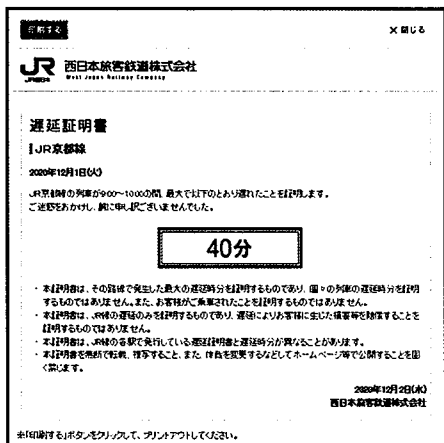 印刷する
×閉じる
JR 西日本旅客鉄道株式会社
West Japan Railway Company
遅延証明書
JR京都線
2020年12月1日(火)
JR京都線の列車が9:00~10:00の間、最大で以下のとおり遅れたことを証明します。
ご迷惑をおかけし、誠に申し訳ございませんでした。
40分
・本証明書は、その路線で発生した最大の遅延時分を証明するものであり、個々の列車の遅延時分を証明
するものではありません。また、お客様がご乗車されたことを証明するものではありません。
・本証明書は、JR線の遅延のみを証明するものであり、遅延によりお客様に生じた損害等を賠償することを
証明するものではありません。
・本証明書は、JR線の各駅で発行している遅延証明書と遅延時分が異なることがあります。
・本証明書を無断で転載、複写すること、また、体裁を変更するなどしてホームページ等で公開することを固
く禁じます。
2020年12月2日(水)
西日本旅客鉄道株式会社
※「印刷する」ボタンをクリックして、プリントアウトしてください。